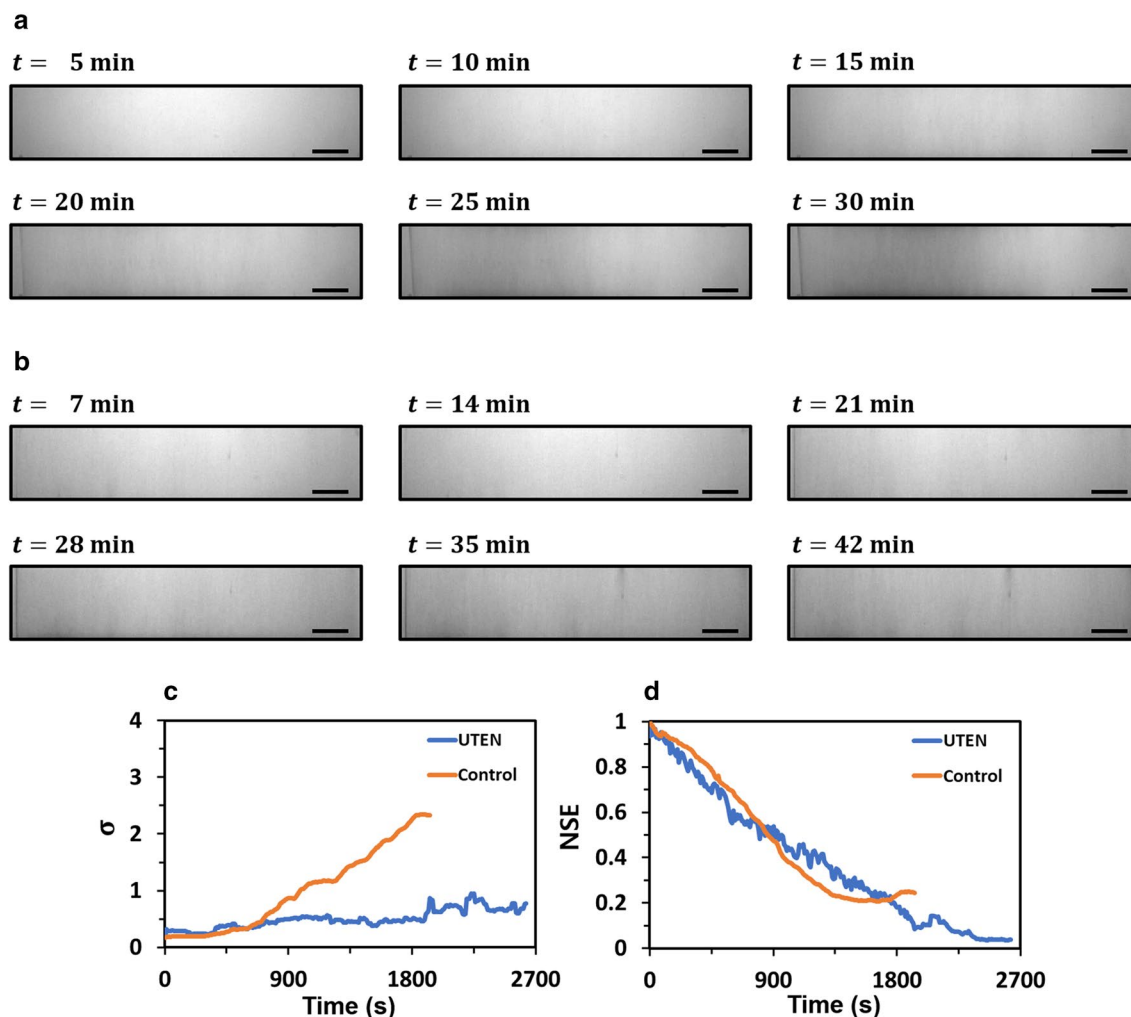 a
t = 5 min
t = 10 min
t = 15 min
t = 20 min
t = 25 min
t = 30 min
b
t = 7 min
t = 14 min
t = 21 min
t = 28 min
t = 35 min
t = 42 min
c
4
3
2
1
0
σ
UTEN
Control
0 900 1800 2700
Time (s)
d
1
0.8
0.6
0.4
0.2
0
NSE
UTEN
Control
0 900 1800 2700
Time (s)